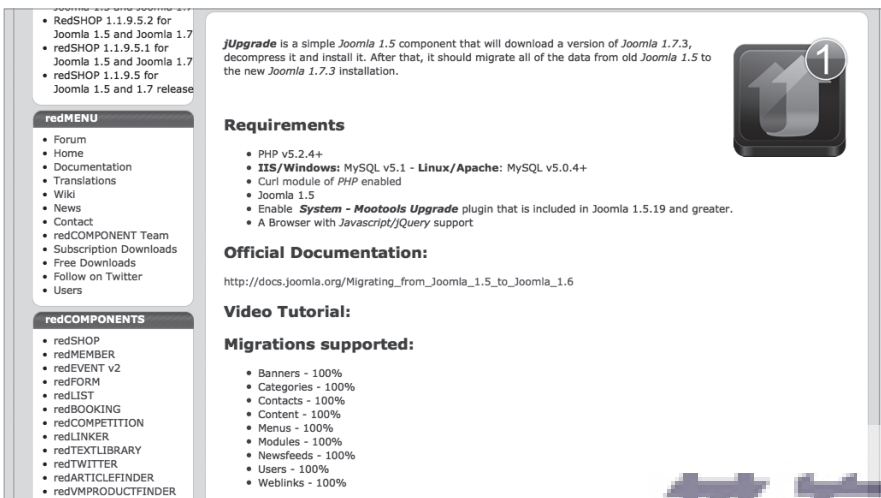 RedSHOP 1.1.9.5.2 for
Joomla 1.5 and Joomla 1.7
redSHOP 1.1.9.5.1 for
Joomla 1.5 and Joomla 1.7
redSHOP 1.1.9.5 for
Joomla 1.5 and 1.7 release
redMENU
Forum
Home
Documentation
Translations
Wiki
News
Contact
redCOMPONENT Team
Subscription Downloads
Free Downloads
Follow on Twitter
Users
redCOMPONENTS
redSHOP
redMEMBER
redEVENT v2
redFORM
redLIST
redBOOKING
redCOMPETITION
redLINKER
redTEXTLIBRARY
redTWITTER
redARTICLEFINDER
redVMPRODUCTFINDER
jUpgrade is a simple Joomla 1.5 component that will download a version of Joomla 1.7.3,
decompress it and install it. After that, it should migrate all of the data from old Joomla 1.5 to
the new Joomla 1.7.3 installation.
1
Requirements
PHP v5.2.4+
IIS/Windows: MySQL v5.1 - Linux/Apache: MySQL v5.0.4+
Curl module of PHP enabled
Joomla 1.5
Enable System - Mootools Upgrade plugin that is included in Joomla 1.5.19 and greater.
A Browser with Javascript/jQuery support
Official Documentation:
http://docs.joomla.org/Migrating_from_Joomla_1.5_to_Joomla_1.6
Video Tutorial:
Migrations supported:
Banners - 100%
Categories - 100%
Contacts - 100%
Content - 100%
Menus - 100%
Modules - 100%
Newsfeeds - 100%
Users - 100%
Weblinks - 100%